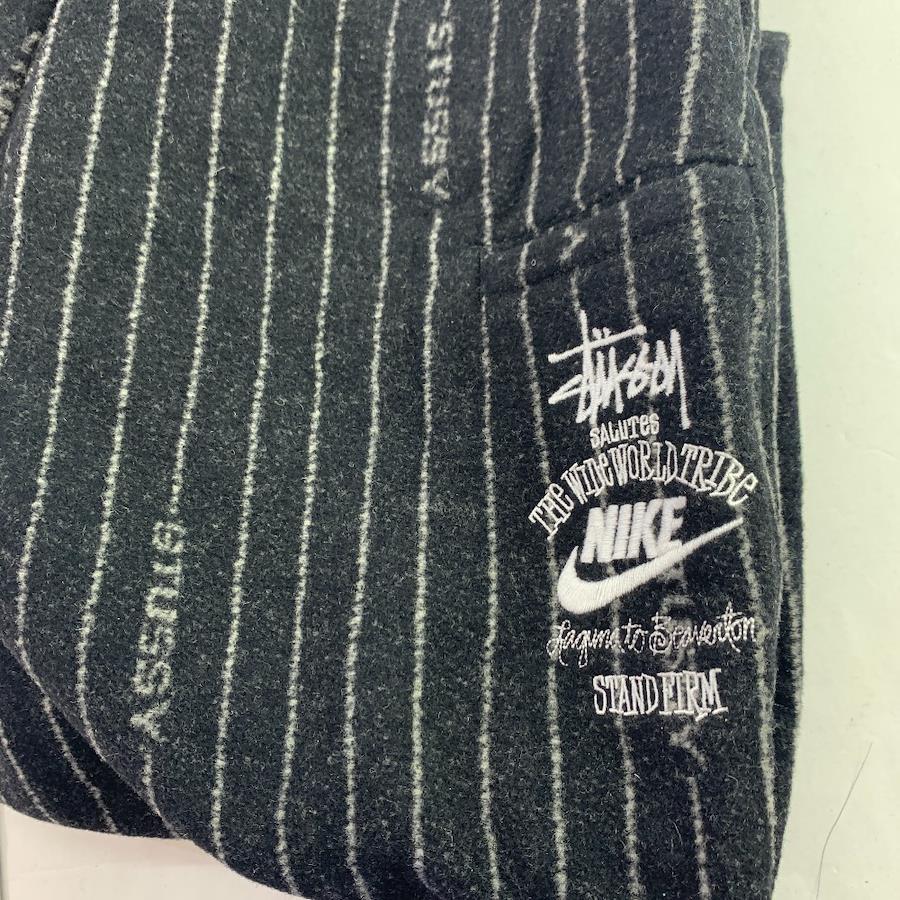 STUSSY
STUSSY
Stüssy
SALUTES
THE WIDE WORLD TRIBE
NIKE
Laguna to Beaverton
STAND FIRM